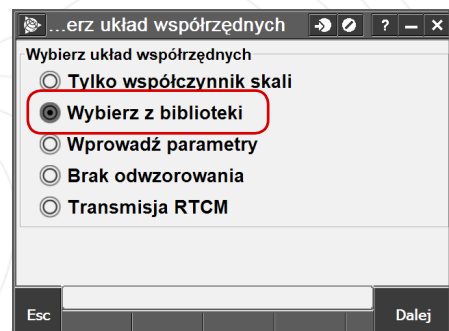 ...erz układ współrzędnych ? – ×
Wybierz układ współrzędnych
Tylko współczynnik skali
Wybierz z biblioteki
Wprowadź parametry
Brak odwzorowania
Transmisja RTCM
Esc Dalej